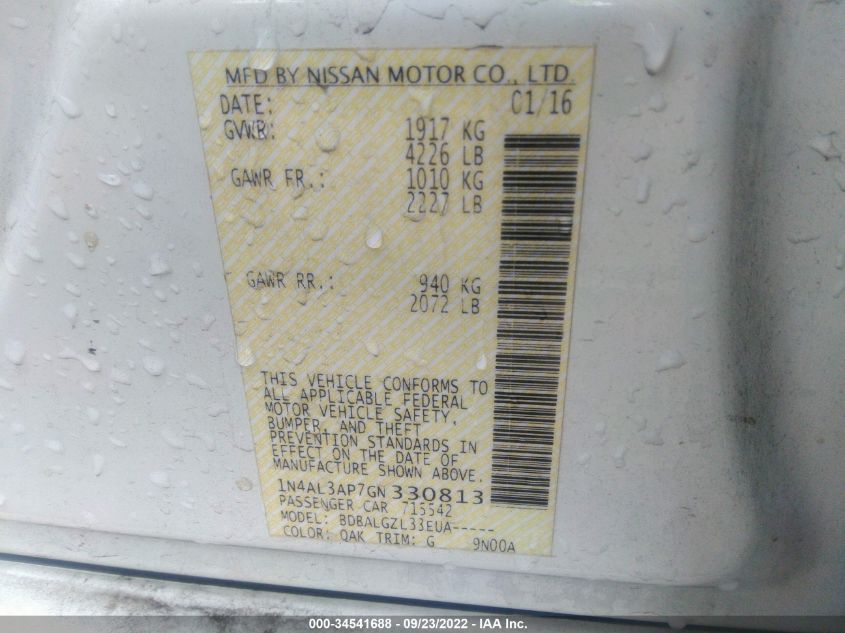 MFD BY NISSAN MOTOR CO., LTD.
DATE: 01/16
GVWR: 1917 KG
4226 LB
GAWR FR.: 1010 KG
2227 LB
GAWR RR.: 940 KG
2072 LB
THIS VEHICLE CONFORMS TO
ALL APPLICABLE FEDERAL
MOTOR VEHICLE SAFETY,
BUMPER, AND THEFT
PREVENTION STANDARDS IN
EFFECT ON THE DATE OF
MANUFACTURE SHOWN ABOVE.
1N4AL3AP7GN330813
PASSENGER CAR 715542
MODEL: BDBALGZL33EUA-----
COLOR: QAK TRIM: G 9N00A
000-34541688 - 09/23/2022 - IAA Inc.